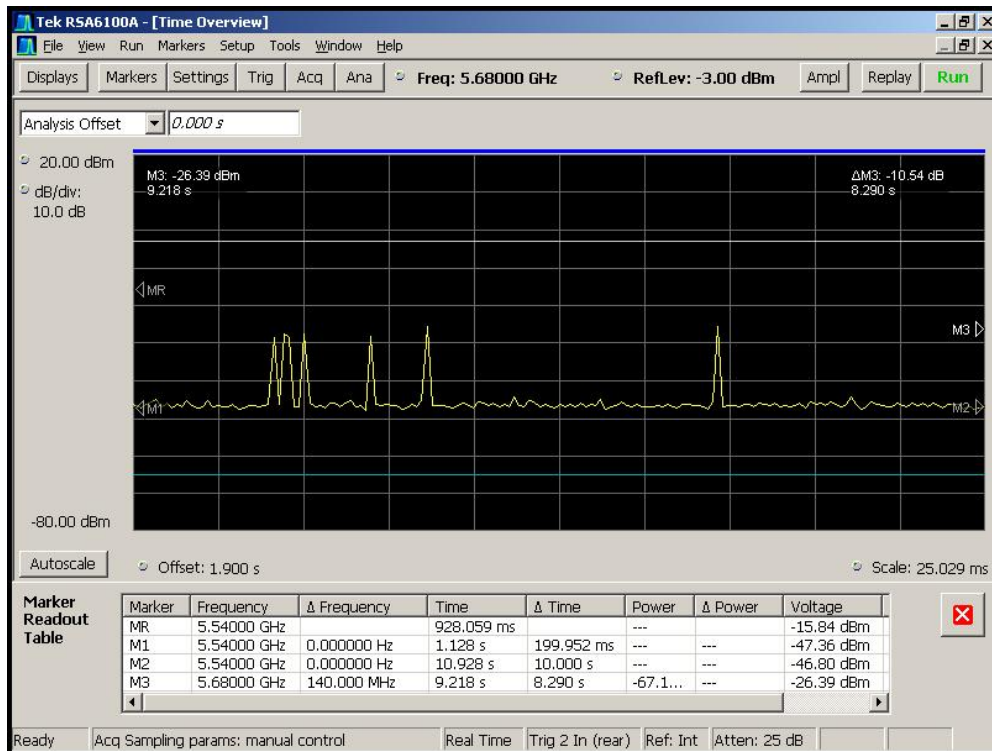 Tek RSA6100A - [Time Overview]
File View Run Markers Setup Tools Window Help
Displays Markers Settings Trig Acq Ana Freq: 5.68000 GHz RefLev: -3.00 dBm Ampl Replay Run
Analysis Offset 0.000 s
20.00 dBm
dB/div:
10.0 dB
M3: -26.39 dBm
9.218 s
ΔM3: -10.54 dB
8.290 s
MR
M3
M1
M2
-80.00 dBm
Autoscale Offset: 1.900 s Scale: 25.029 ms
Marker
Readout
Table
Marker Frequency Δ Frequency Time Δ Time Power Δ Power Voltage
MR 5.54000 GHz 928.059 ms --- -15.84 dBm
M1 5.54000 GHz 0.000000 Hz 1.128 s 199.952 ms --- --- -47.36 dBm
M2 5.54000 GHz 0.000000 Hz 10.928 s 10.000 s --- --- -46.80 dBm
M3 5.68000 GHz 140.000 MHz 9.218 s 8.290 s -67.1... --- -26.39 dBm
Ready Acq Sampling params: manual control Real Time Trig 2 In (rear) Ref: Int Atten: 25 dB